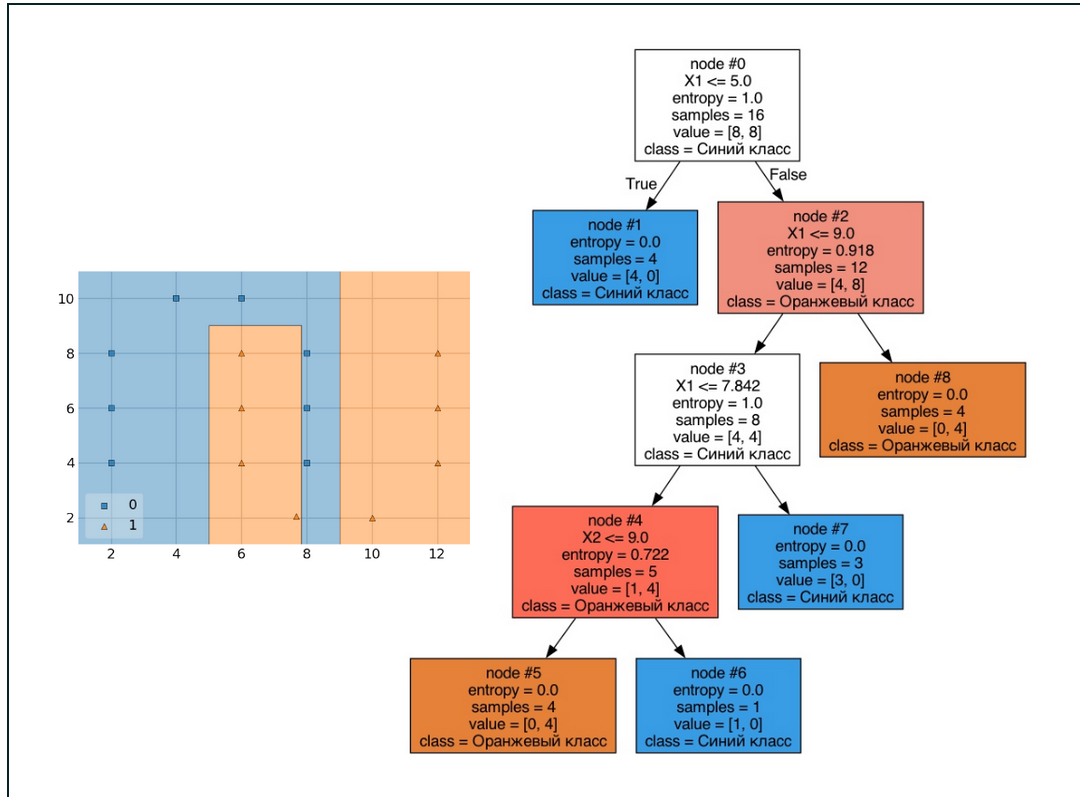 node #0
X1 <= 5.0
entropy = 1.0
samples = 16
value = [8, 8]
class = Синий класс
True
False
node #1
entropy = 0.0
samples = 4
value = [4, 0]
class = Синий класс
node #2
X1 <= 9.0
entropy = 0.918
samples = 12
value = [4, 8]
class = Оранжевый класс
node #3
X1 <= 7.842
entropy = 1.0
samples = 8
value = [4, 4]
class = Синий класс
node #8
entropy = 0.0
samples = 4
value = [0, 4]
class = Оранжевый класс
node #4
X2 <= 9.0
entropy = 0.722
samples = 5
value = [1, 4]
class = Оранжевый класс
node #7
entropy = 0.0
samples = 3
value = [3, 0]
class = Синий класс
node #5
entropy = 0.0
samples = 4
value = [0, 4]
class = Оранжевый класс
node #6
entropy = 0.0
samples = 1
value = [1, 0]
class = Синий класс
10
8
6
4
2
0
1
2 4 6 8 10 12